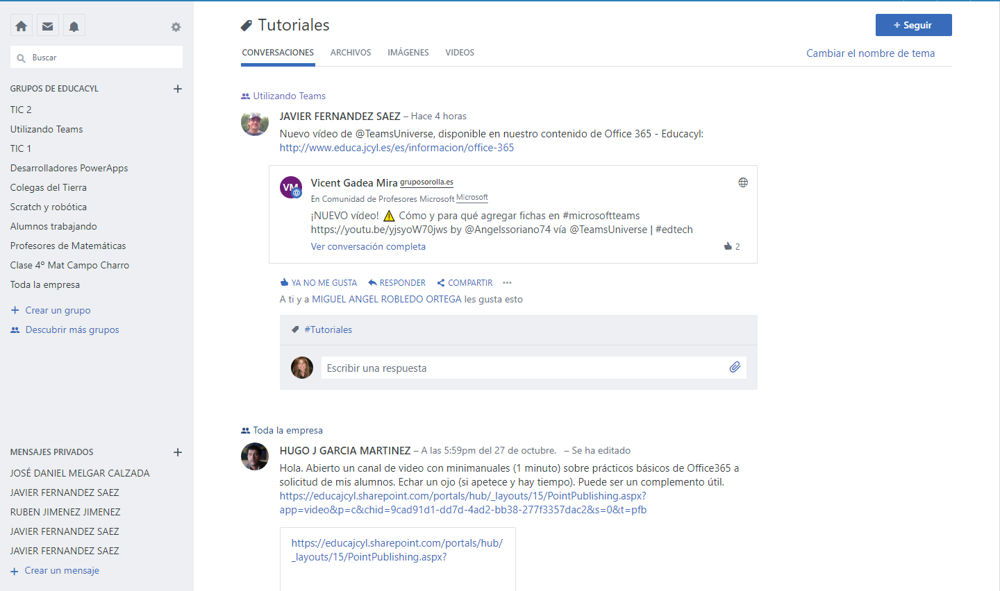 Buscar
GRUPOS DE EDUCACYL
TIC 2
Utilizando Teams
TIC 1
Desarrolladores PowerApps
Colegas del Tierra
Scratch y robótica
Alumnos trabajando
Profesores de Matemáticas
Clase 4º Mat Campo Charro
Toda la empresa
Crear un grupo
Descubrir más grupos
MENSAJES PRIVADOS
JOSÉ DANIEL MELGAR CALZADA
JAVIER FERNANDEZ SAEZ
RUBEN JIMENEZ JIMENEZ
JAVIER FERNANDEZ SAEZ
JAVIER FERNANDEZ SAEZ
Crear un mensaje
Tutoriales
+ Seguir
CONVERSACIONES ARCHIVOS IMÁGENES VIDEOS
Cambiar el nombre de tema
Utilizando Teams
JAVIER FERNANDEZ SAEZ – Hace 4 horas
Nuevo vídeo de @TeamsUniverse, disponible en nuestro contenido de Office 365 - Educacyl:
http://www.educa.jcyl.es/es/informacion/office-365
VM
Vicent Gadea Mira gruposorolla.es
En Comunidad de Profesores Microsoft Microsoft
¡NUEVO vídeo! ⚠ Cómo y para qué agregar fichas en #microsoftteams
https://youtu.be/yjsyoW70jws by @Angelssoriano74 vía @TeamsUniverse | #edtech
Ver conversación completa
2
YA NO ME GUSTA RESPONDER COMPARTIR ...
A ti y a MIGUEL ANGEL ROBLEDO ORTEGA les gusta esto
#Tutoriales
Escribir una respuesta
Toda la empresa
HUGO J GARCIA MARTINEZ – A las 5:59pm del 27 de octubre. – Se ha editado
Hola. Abierto un canal de video con minimanuales (1 minuto) sobre prácticos básicos de Office365 a
solicitud de mis alumnos. Echar un ojo (si apetece y hay tiempo). Puede ser un complemento útil.
https://educajcyl.sharepoint.com/portals/hub/_layouts/15/PointPublishing.aspx?
app=video&p=c&chid=9cad91d1-dd7d-4ad2-bb38-277f3357dac2&s=0&t=pfb
https://educajcyl.sharepoint.com/portals/hub/
_layouts/15/PointPublishing.aspx?